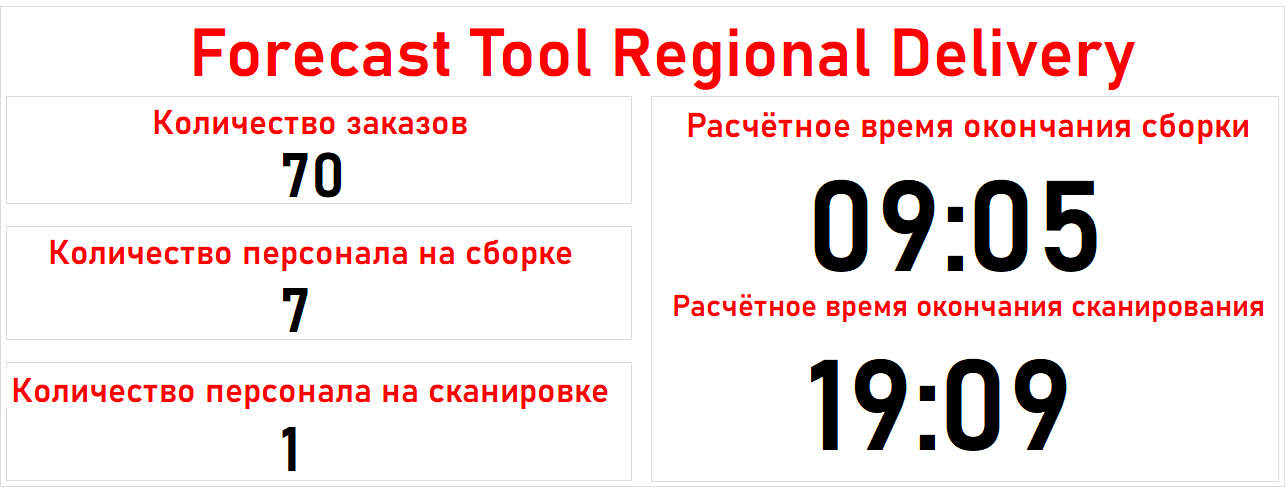 Forecast Tool Regional Delivery
Количество заказов
70
Количество персонала на сборке
7
Количество персонала на сканировке
1
Расчётное время окончания сборки
09:05
Расчётное время окончания сканирования
19:09